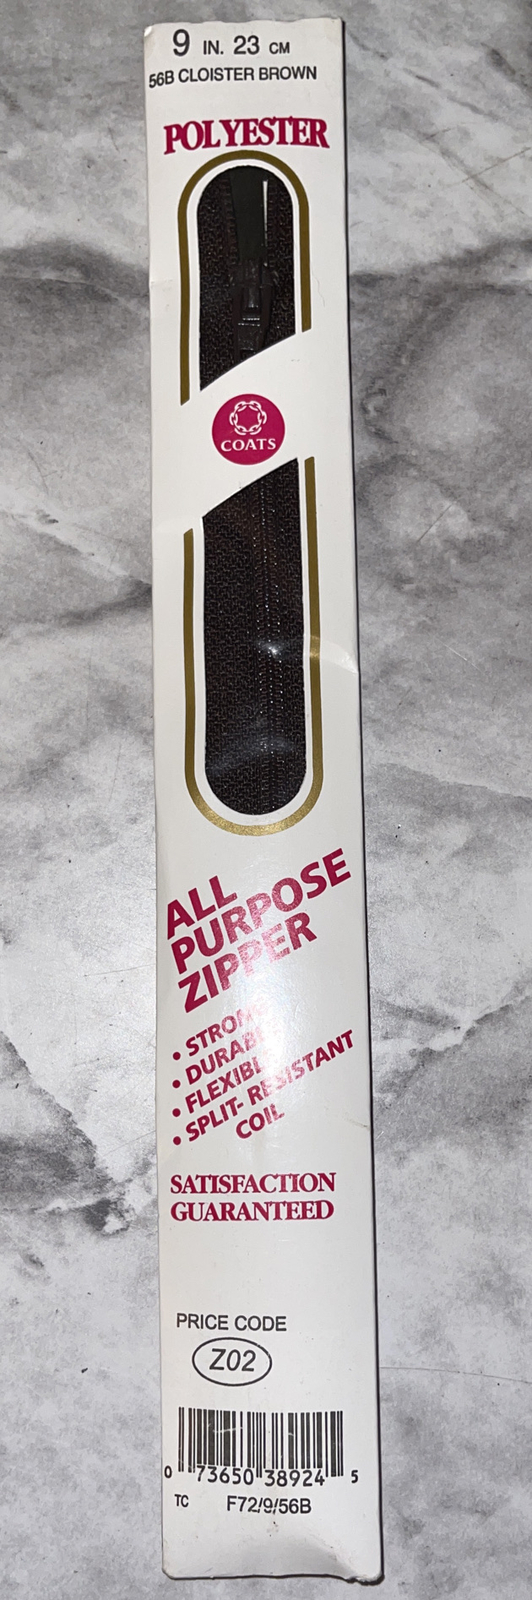 9 IN. 23 CM
56B CLOISTER BROWN
POLYESTER
COATS
ALL
PURPOSE
ZIPPER
• STRONG
• DURABLE
• FLEXIBLE
• SPLIT-RESISTANT
COIL
SATISFACTION
GUARANTEED
PRICE CODE
Z02
0 73650 38924 5
TC F72/9/56B